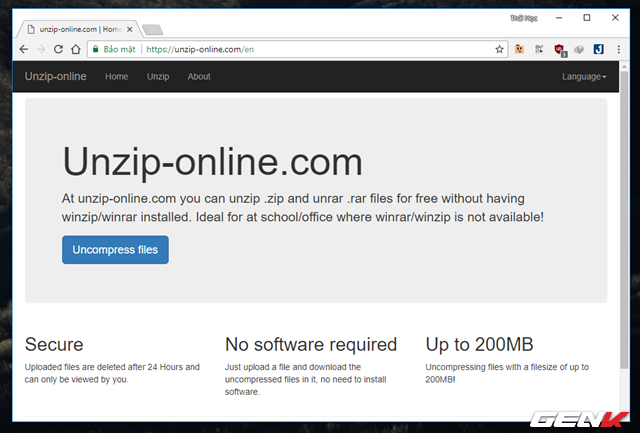 Thái Học
unzip-online.com | Hom
Bảo mật https://unzip-online.com/en
Unzip-online Home Unzip About Language
Unzip-online.com
At unzip-online.com you can unzip .zip and unrar .rar files for free without having
winzip/winrar installed. Ideal for at school/office where winrar/winzip is not available!
Uncompress files
Secure
Uploaded files are deleted after 24 Hours and
can only be viewed by you.
No software required
Just upload a file and download the
uncompressed files in it, no need to install
software.
Up to 200MB
Uncompressing files with a filesize of up to
200MB!
GENK